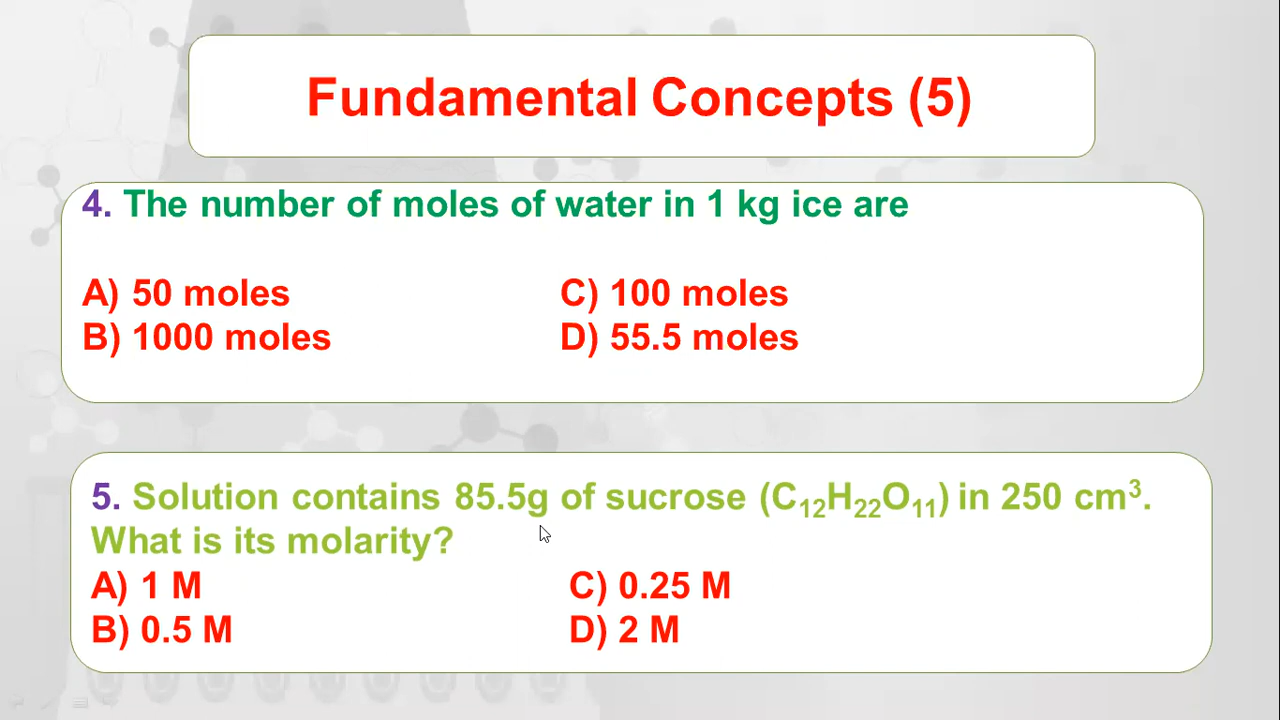 Fundamental Concepts (5)
4. The number of moles of water in 1 kg ice are
A) 50 moles C) 100 moles
B) 1000 moles D) 55.5 moles
5. Solution contains 85.5g of sucrose (C₁₂H₂₂O₁₁) in 250 cm³.
What is its molarity?
A) 1 M C) 0.25 M
B) 0.5 M D) 2 M